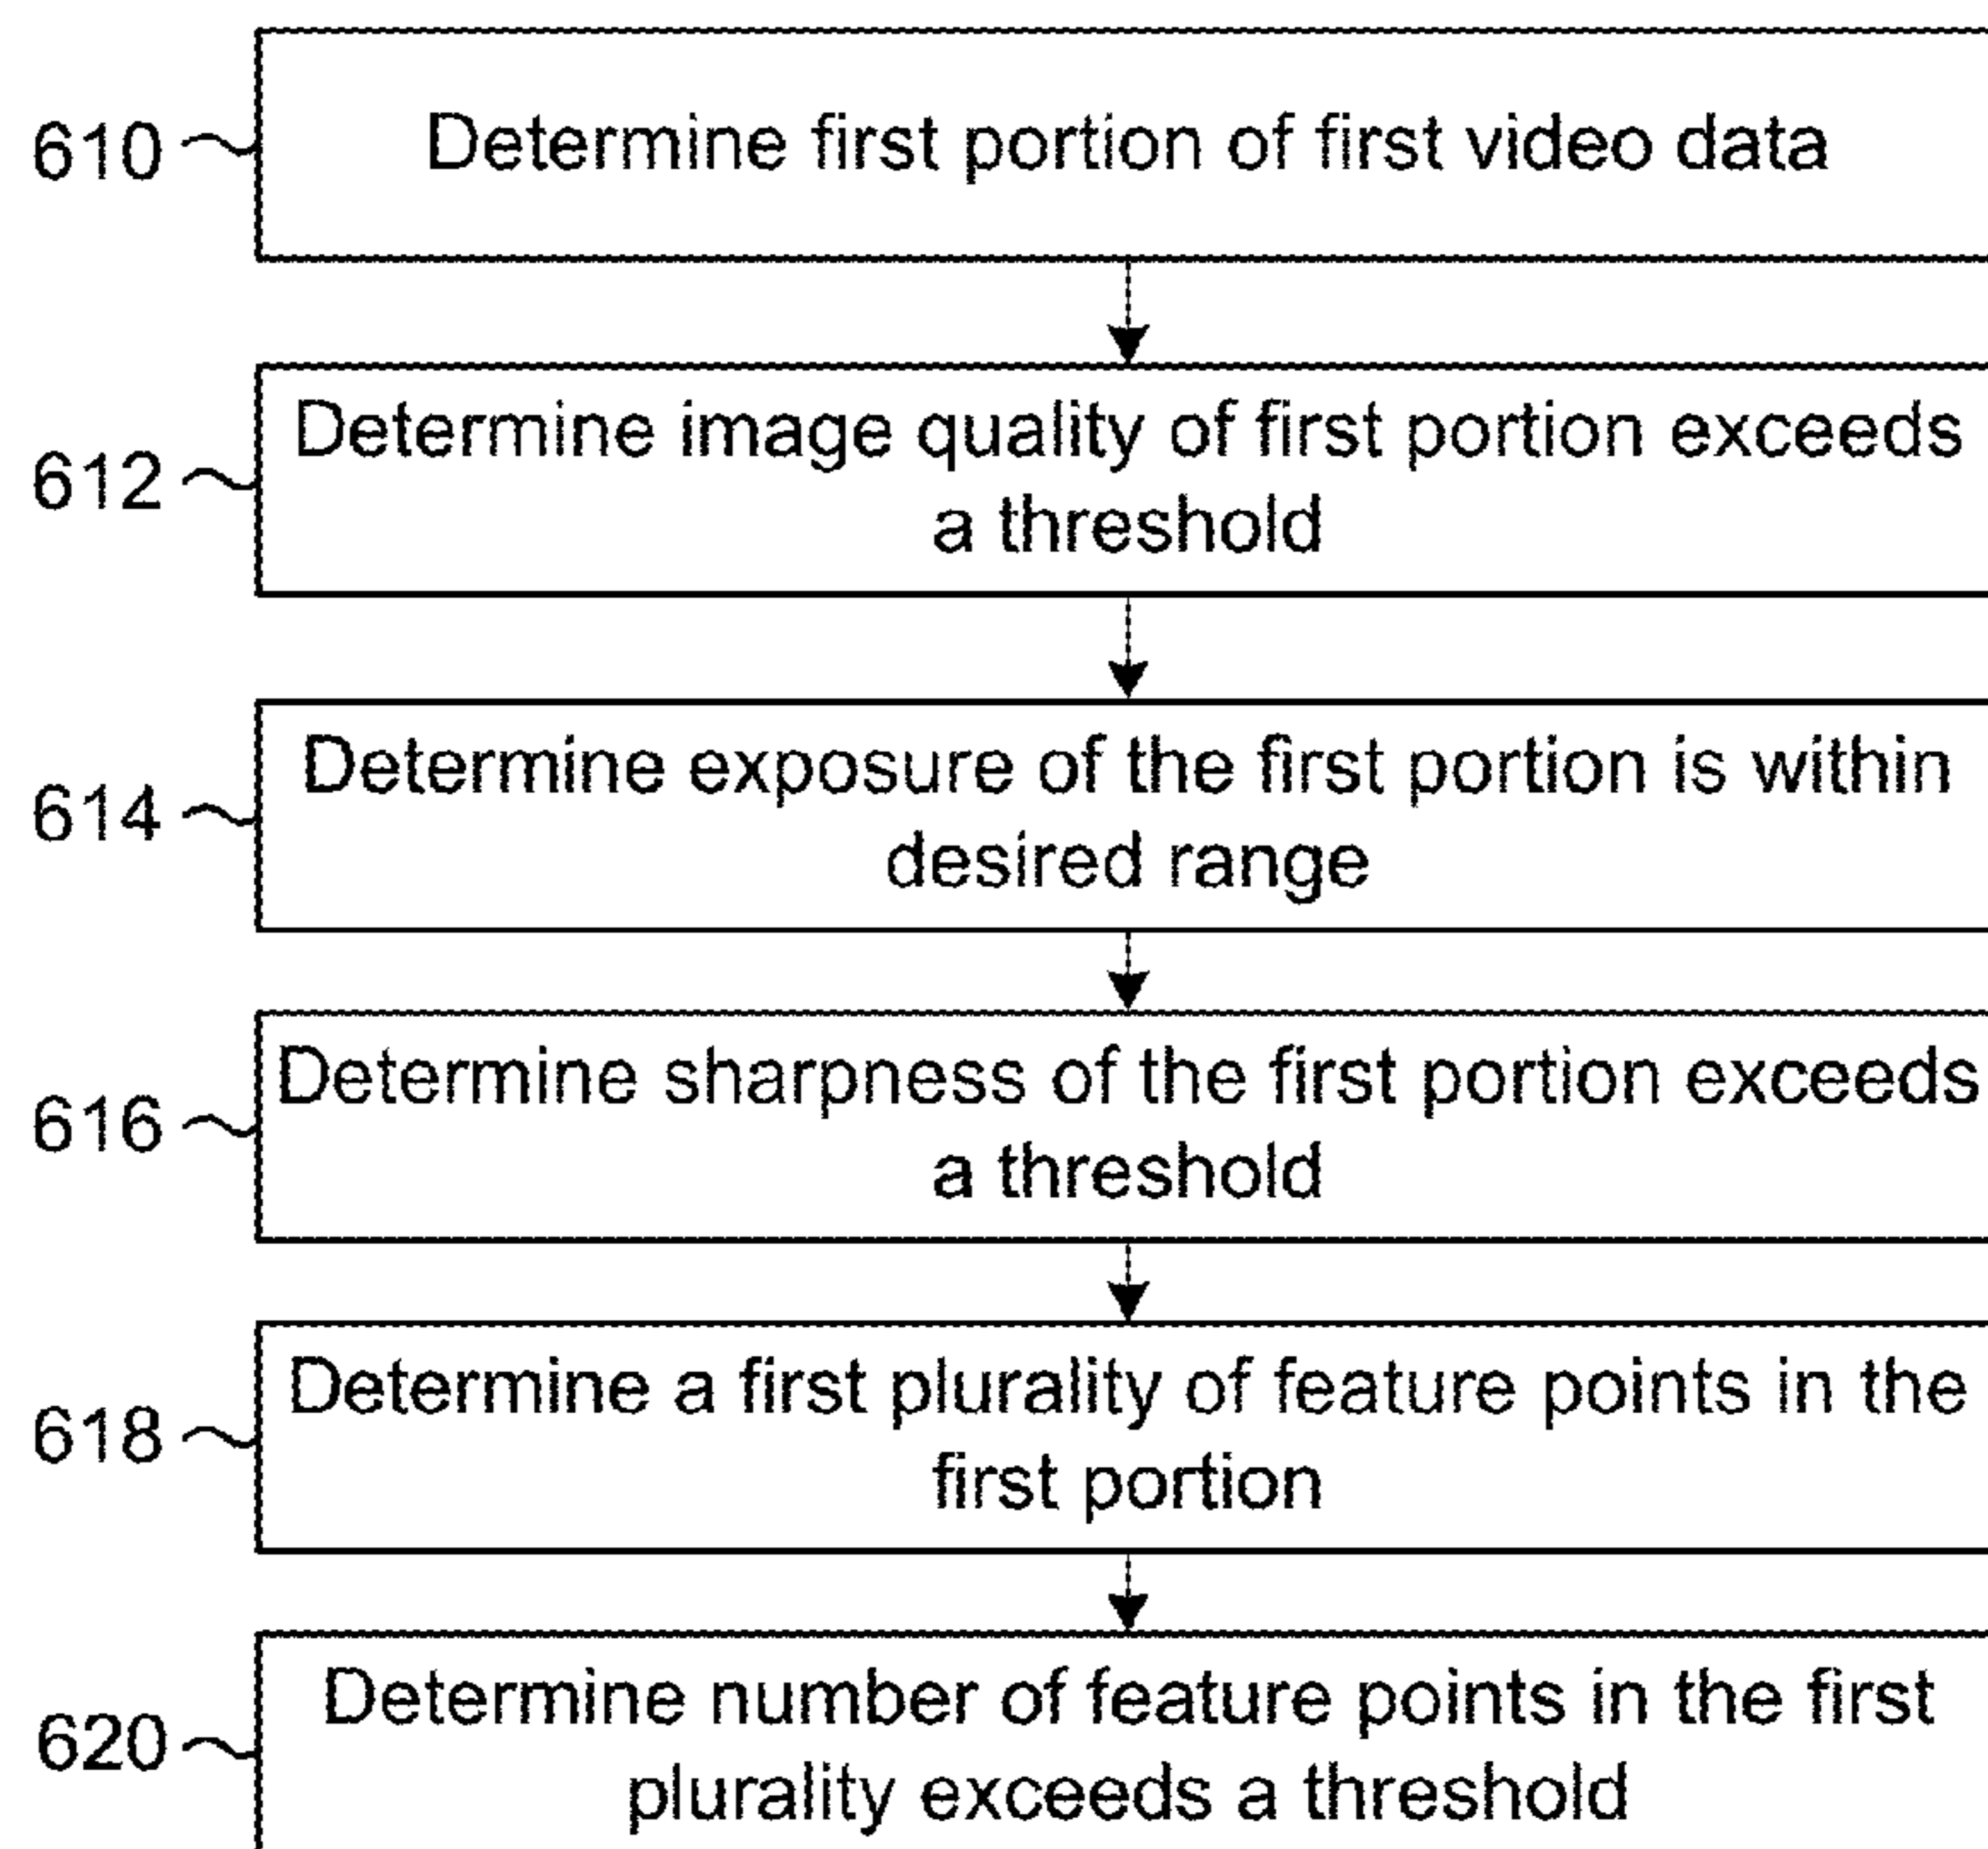 610
Determine first portion of first video data
612
Determine image quality of first portion exceeds
a threshold
614
Determine exposure of the first portion is within
desired range
616
Determine sharpness of the first portion exceeds
a threshold
618
Determine a first plurality of feature points in the
first portion
620
Determine number of feature points in the first
plurality exceeds a threshold